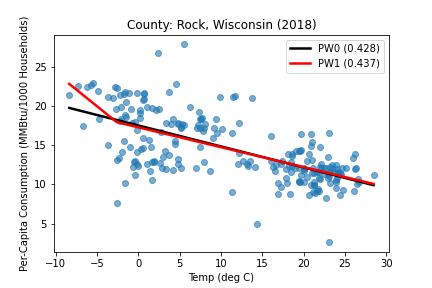 County: Rock, Wisconsin (2018)
PW0 (0.428)
PW1 (0.437)
Per-Capita Consumption (MMBtu/1000 Households)
25
20
15
10
5
−10 −5 0 5 10 15 20 25 30
Temp (deg C)